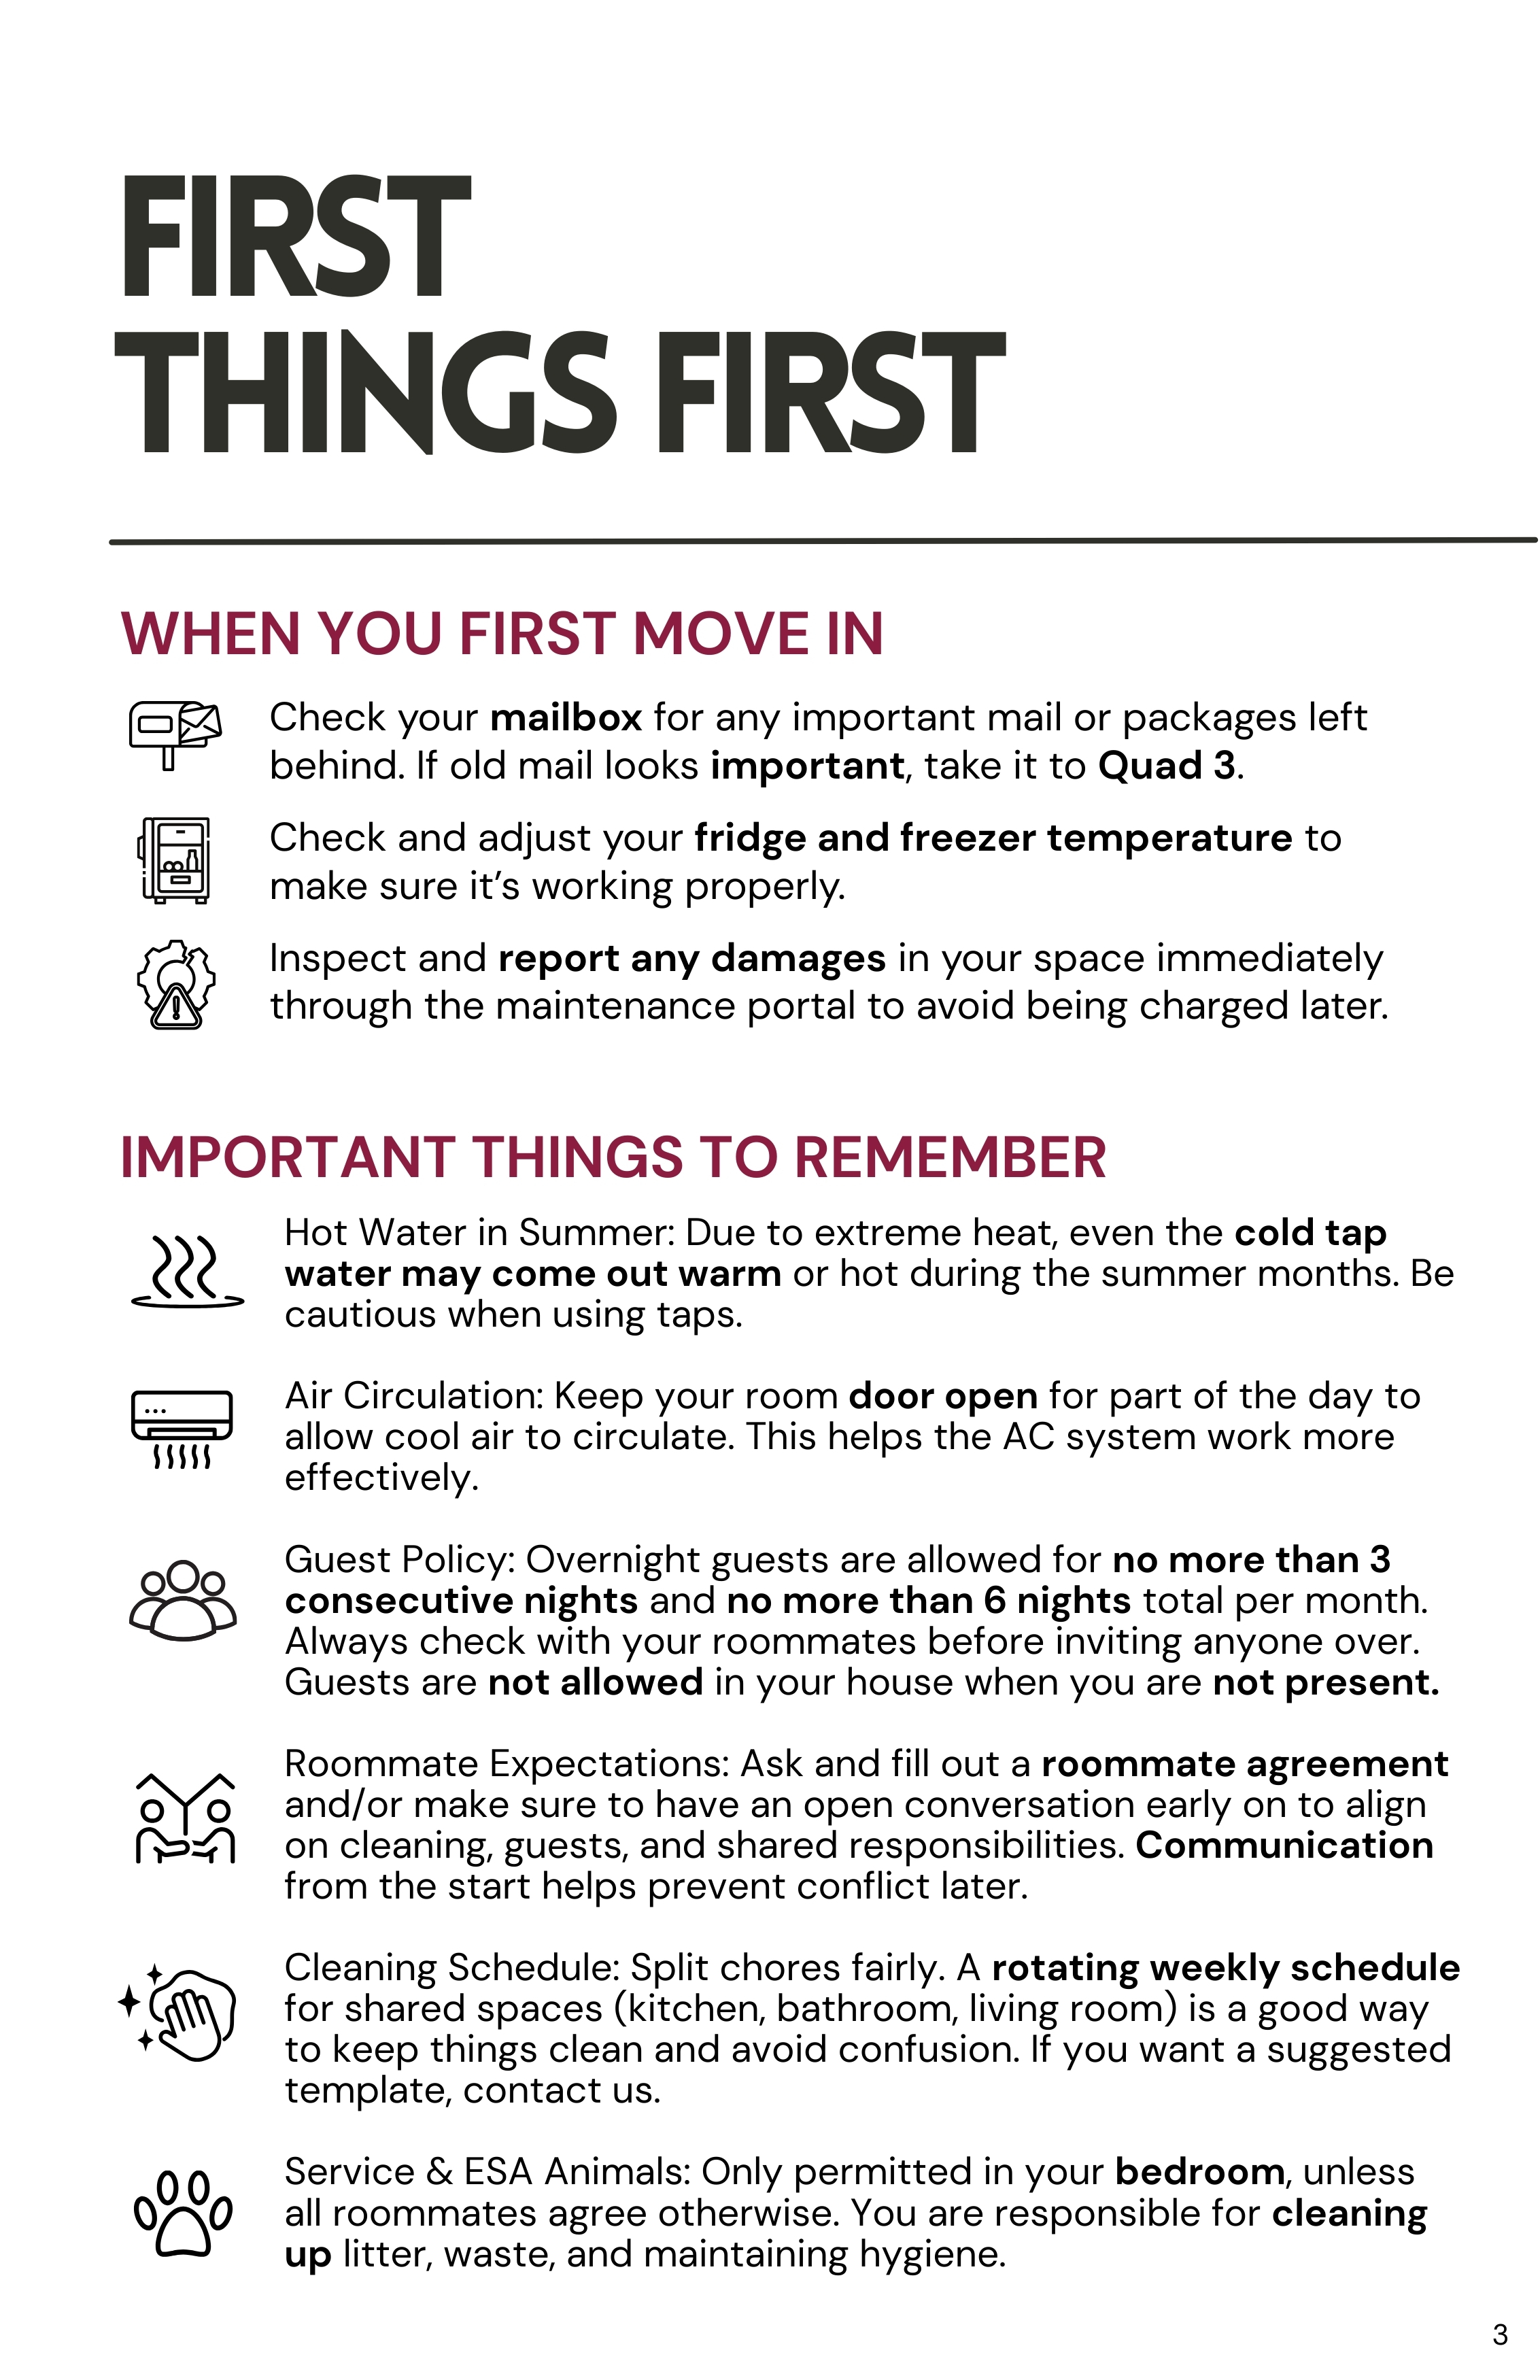 FIRST
THINGS FIRST
WHEN YOU FIRST MOVE IN
Check your mailbox for any important mail or packages left
behind. If old mail looks important, take it to Quad 3.
Check and adjust your fridge and freezer temperature to
make sure it’s working properly.
Inspect and report any damages in your space immediately
through the maintenance portal to avoid being charged later.
IMPORTANT THINGS TO REMEMBER
Hot Water in Summer: Due to extreme heat, even the cold tap
water may come out warm or hot during the summer months. Be
cautious when using taps.
Air Circulation: Keep your room door open for part of the day to
allow cool air to circulate. This helps the AC system work more
effectively.
Guest Policy: Overnight guests are allowed for no more than 3
consecutive nights and no more than 6 nights total per month.
Always check with your roommates before inviting anyone over.
Guests are not allowed in your house when you are not present.
Roommate Expectations: Ask and fill out a roommate agreement
and/or make sure to have an open conversation early on to align
on cleaning, guests, and shared responsibilities. Communication
from the start helps prevent conflict later.
Cleaning Schedule: Split chores fairly. A rotating weekly schedule
for shared spaces (kitchen, bathroom, living room) is a good way
to keep things clean and avoid confusion. If you want a suggested
template, contact us.
Service & ESA Animals: Only permitted in your bedroom, unless
all roommates agree otherwise. You are responsible for cleaning
up litter, waste, and maintaining hygiene.
3